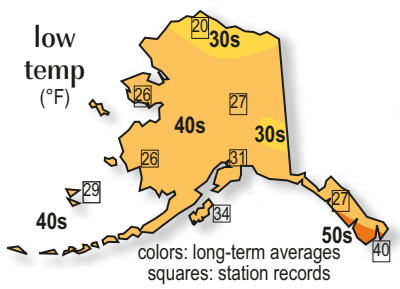 low
temp
(°F)
20
30s
26
27
40s
30s
26
31
29
27
34
40s
50s
40
colors: long-term averages
squares: station records